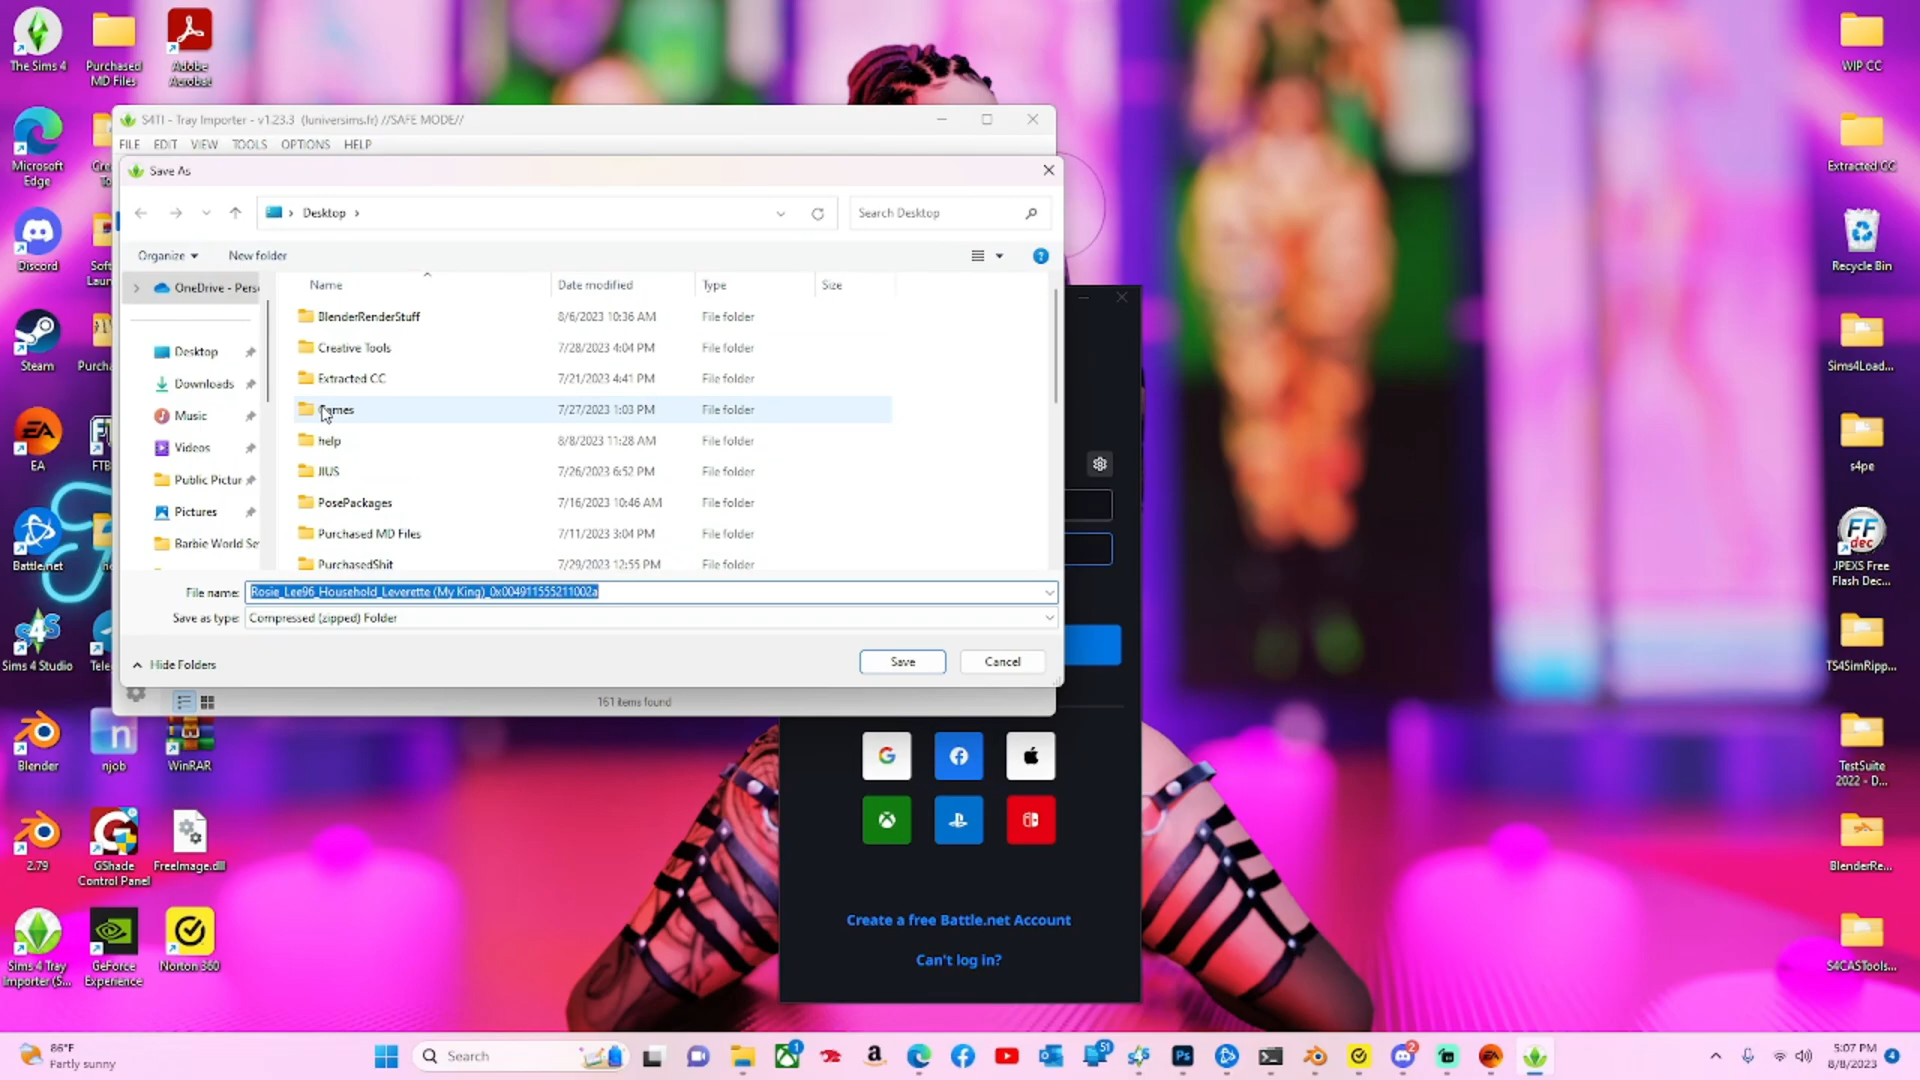 The Sims 4
Purchased
MD Files
Adobe
Acrobat
WIP CC
Microsoft
Edge
Extracted CC
Discord
Recycle Bin
Steam
Sims4Load...
EA
s4pe
Battle.net
JPEXS Free
Flash Dec...
Sims 4 Studio
TS4SimRipp...
Blender
njob
WinRAR
TestSuite
2022 - D...
2.79
GShade
Control Panel
FreeImage.dll
BlenderRe...
Sims 4 Tray
Importer (S...
GeForce
Experience
Norton 360
S4CASTools...
S4TI - Tray Importer - v1.23.3 (luniversims.fr) //SAFE MODE//
FILE EDIT VIEW TOOLS OPTIONS HELP
Save As
Desktop
Search Desktop
Organize
New folder
Name Date modified Type Size
OneDrive - Pers
Desktop
Downloads
Music
Videos
Public Pictur
Pictures
Barbie World Se
BlenderRenderStuff 8/6/2023 10:36 AM File folder
Creative Tools 7/28/2023 4:04 PM File folder
Extracted CC 7/21/2023 4:41 PM File folder
Games 7/27/2023 1:03 PM File folder
help 8/8/2023 11:28 AM File folder
JIUS 7/26/2023 6:52 PM File folder
PosePackages 7/16/2023 10:46 AM File folder
Purchased MD Files 7/11/2023 3:04 PM File folder
PurchasedShit 7/29/2023 12:55 PM File folder
File name: Rosie_Lee96_Household_Leverette (My King)_0x004911555211002a
Save as type: Compressed (zipped) Folder
Hide Folders
Save
Cancel
161 items found
Create a free Battle.net Account
Can't log in?
86°F
Partly sunny
Search
1
51
Ps
2
EA
5:07 PM
8/8/2023
4